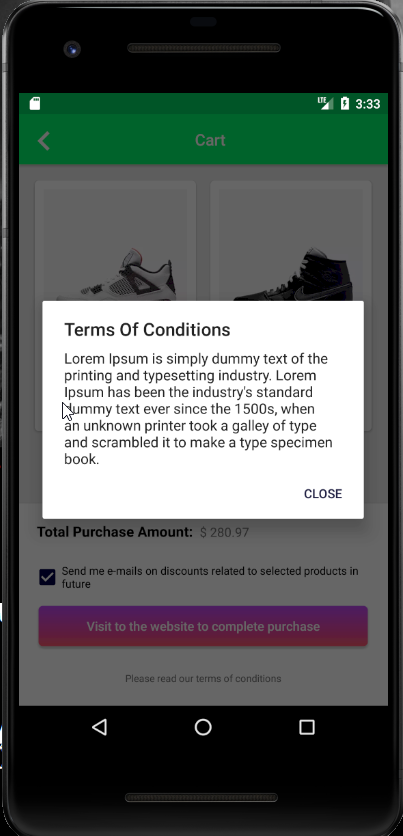 LTE 3:33
Cart
Terms Of Conditions
Lorem Ipsum is simply dummy text of the
printing and typesetting industry. Lorem
Ipsum has been the industry's standard
dummy text ever since the 1500s, when
an unknown printer took a galley of type
and scrambled it to make a type specimen
book.
CLOSE
Total Purchase Amount: $ 280.97
Send me e-mails on discounts related to selected products in
future
Visit to the website to complete purchase
Please read our terms of conditions